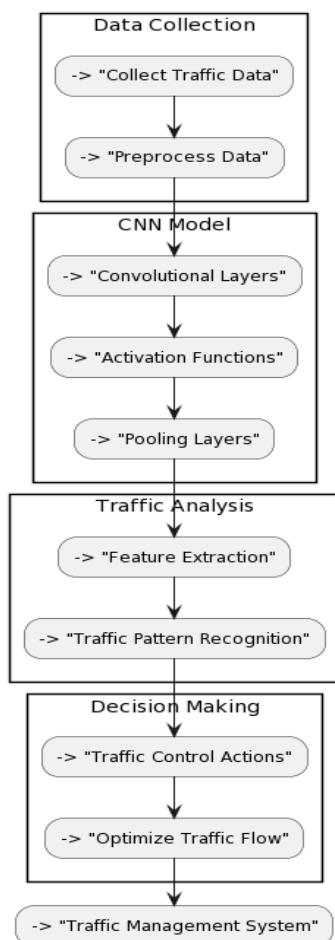 Data Collection
-> "Collect Traffic Data"
-> "Preprocess Data"
CNN Model
-> "Convolutional Layers"
-> "Activation Functions"
-> "Pooling Layers"
Traffic Analysis
-> "Feature Extraction"
-> "Traffic Pattern Recognition"
Decision Making
-> "Traffic Control Actions"
-> "Optimize Traffic Flow"
-> "Traffic Management System"